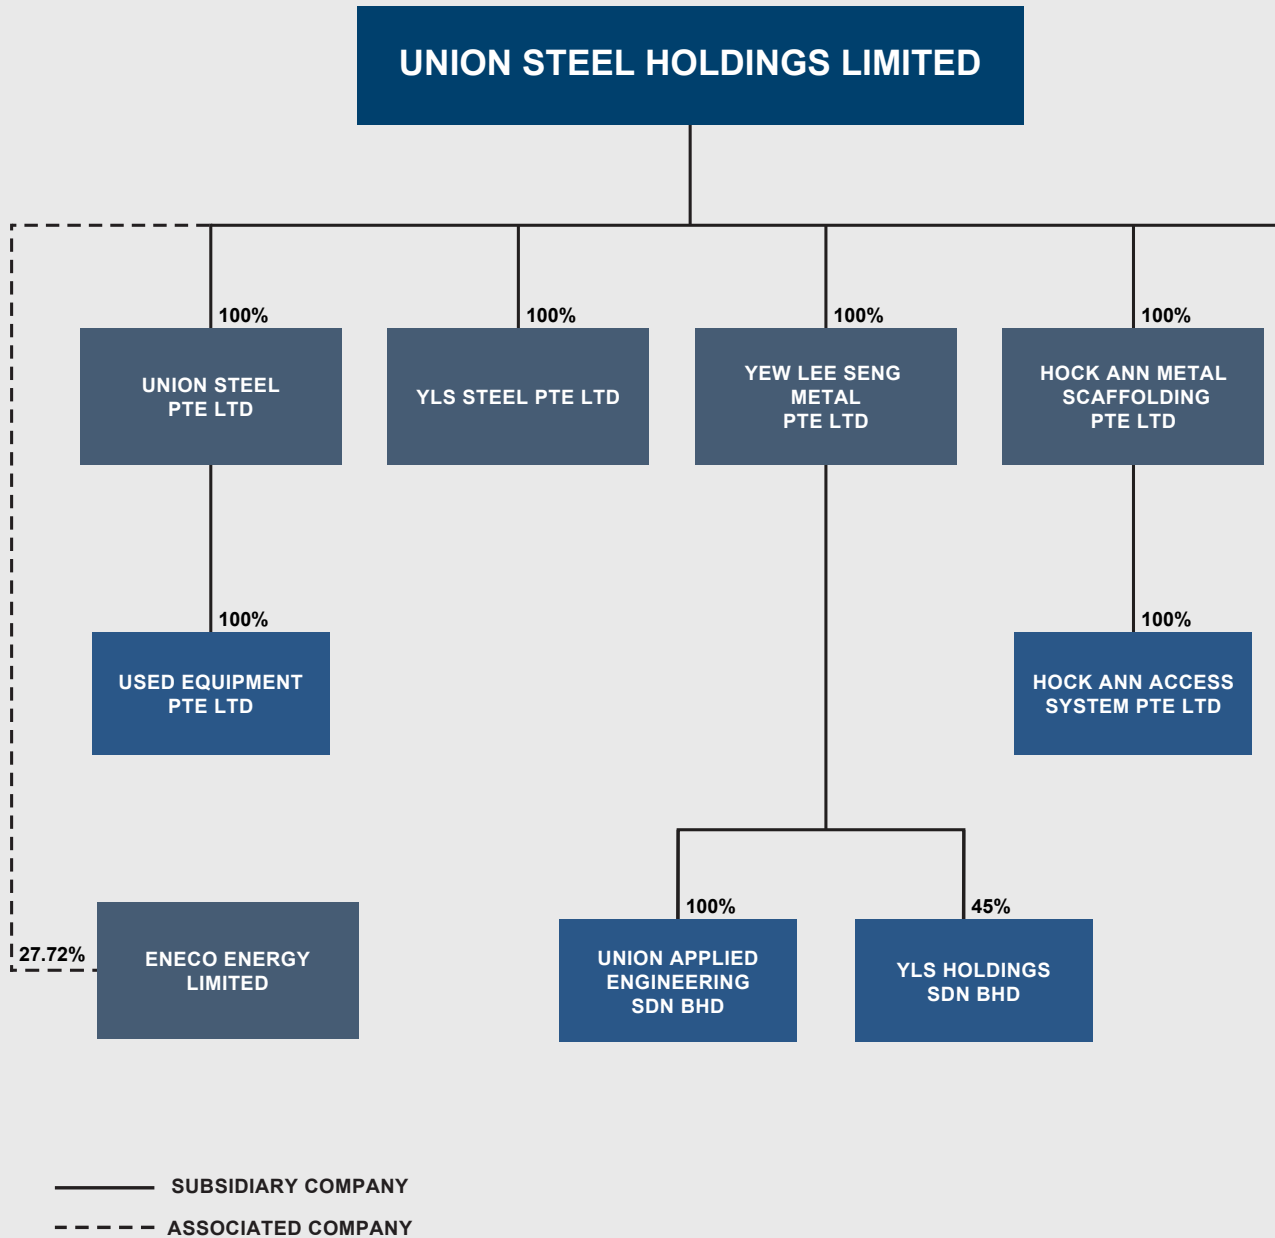 UNION STEEL HOLDINGS LIMITED
100%
100%
100%
100%
UNION STEEL
PTE LTD
YLS STEEL PTE LTD
YEW LEE SENG
METAL
PTE LTD
HOCK ANN METAL
SCAFFOLDING
PTE LTD
100%
100%
USED EQUIPMENT
PTE LTD
HOCK ANN ACCESS
SYSTEM PTE LTD
27.72%
ENECO ENERGY
LIMITED
100%
45%
UNION APPLIED
ENGINEERING
SDN BHD
YLS HOLDINGS
SDN BHD
SUBSIDIARY COMPANY
ASSOCIATED COMPANY